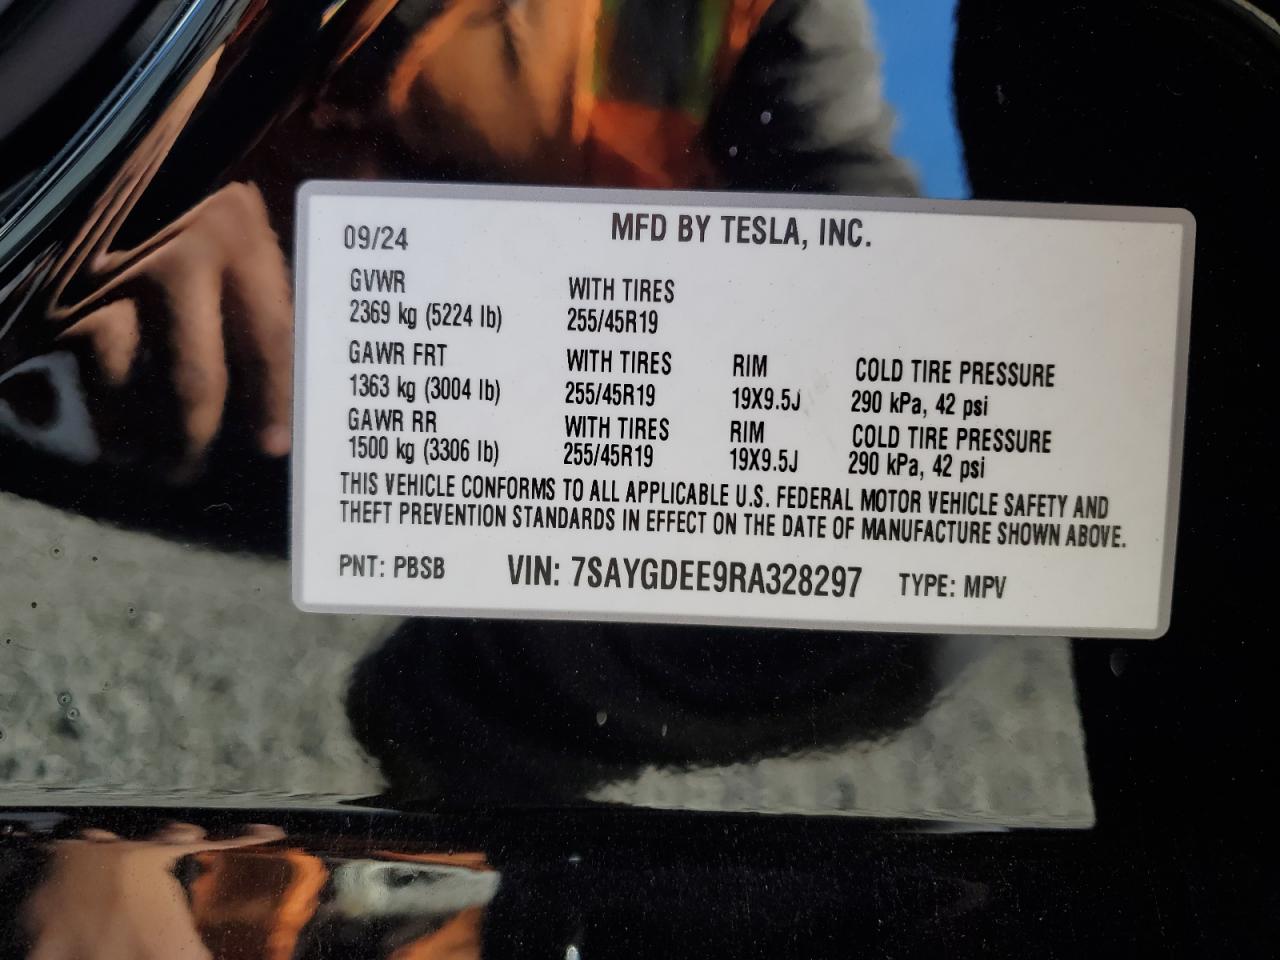 09/24 MFD BY TESLA, INC.
GVWR WITH TIRES
2369 kg (5224 lb) 255/45R19
GAWR FRT WITH TIRES RIM COLD TIRE PRESSURE
1363 kg (3004 lb) 255/45R19 19X9.5J 290 kPa, 42 psi
GAWR RR WITH TIRES RIM COLD TIRE PRESSURE
1500 kg (3306 lb) 255/45R19 19X9.5J 290 kPa, 42 psi
THIS VEHICLE CONFORMS TO ALL APPLICABLE U.S. FEDERAL MOTOR VEHICLE SAFETY AND
THEFT PREVENTION STANDARDS IN EFFECT ON THE DATE OF MANUFACTURE SHOWN ABOVE.
PNT: PBSB VIN: 7SAYGDEE9RA328297 TYPE: MPV